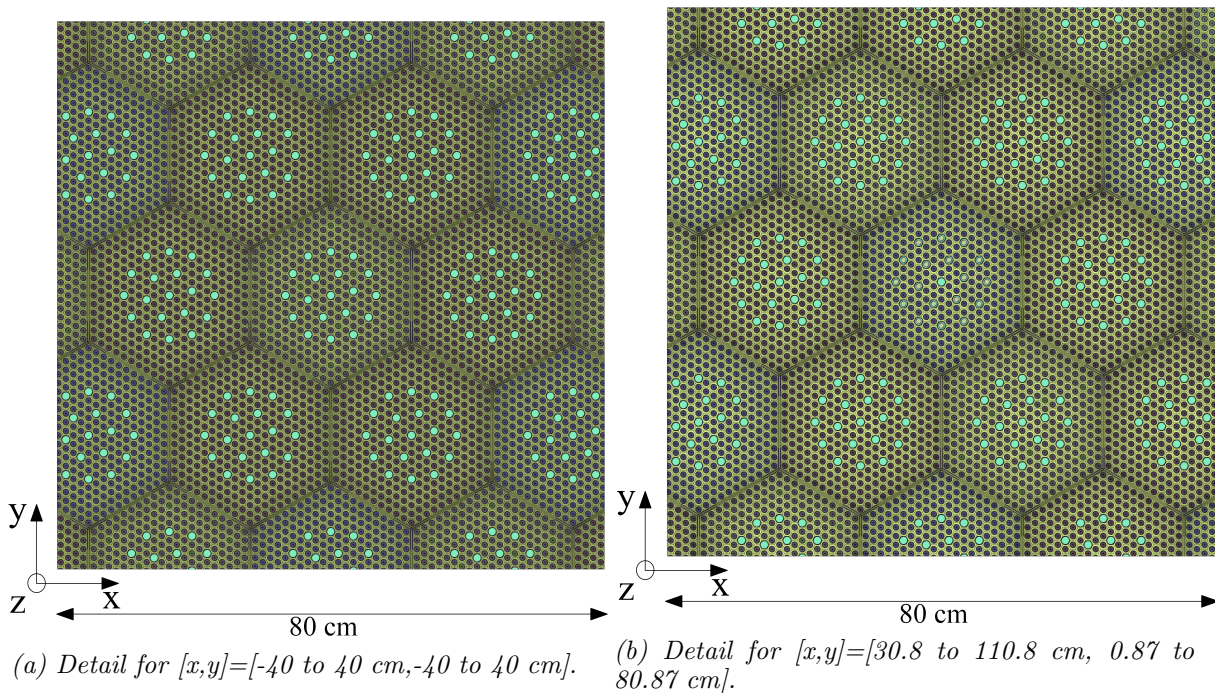 y
z
x
80 cm
(a) Detail for [x,y]=[-40 to 40 cm,-40 to 40 cm].
y
z
x
80 cm
(b) Detail for [x,y]=[30.8 to 110.8 cm, 0.87 to
80.87 cm].